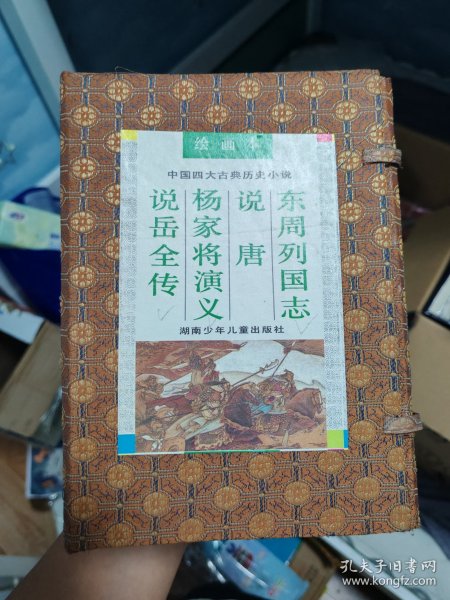 绘画本
中国四大古典历史小说
东周列国志
说唐
杨家将演义
说岳全传
湖南少年儿童出版社
孔夫子旧书网
www.kongfz.com